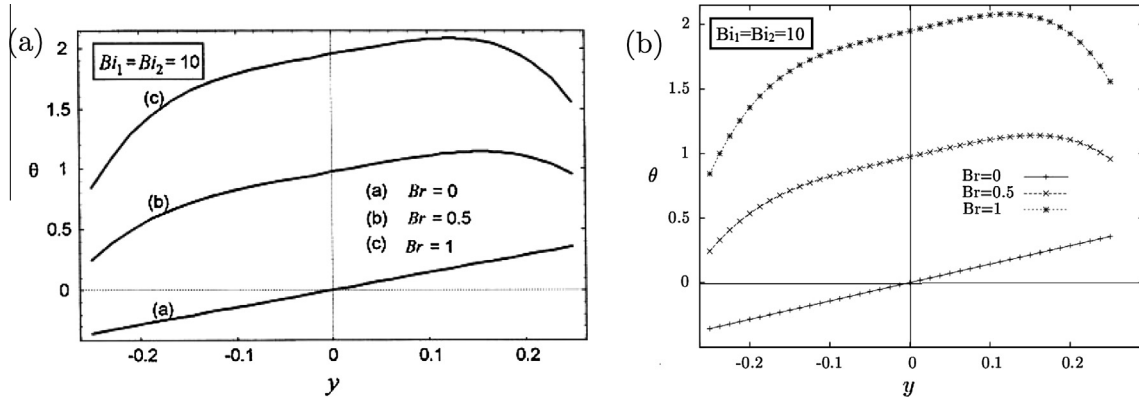 (a)
Bi₁ = Bi₂ = 10
2
1.5
1
0.5
0
θ
(c)
(b)
(a)
(a) Br = 0
(b) Br = 0.5
(c) Br = 1
-0.2
-0.1
0
0.1
0.2
y
(b)
Bi₁=Bi₂=10
2
1.5
1
0.5
0
θ
Br=0
Br=0.5
Br=1
-0.2
-0.1
0
0.1
0.2
y